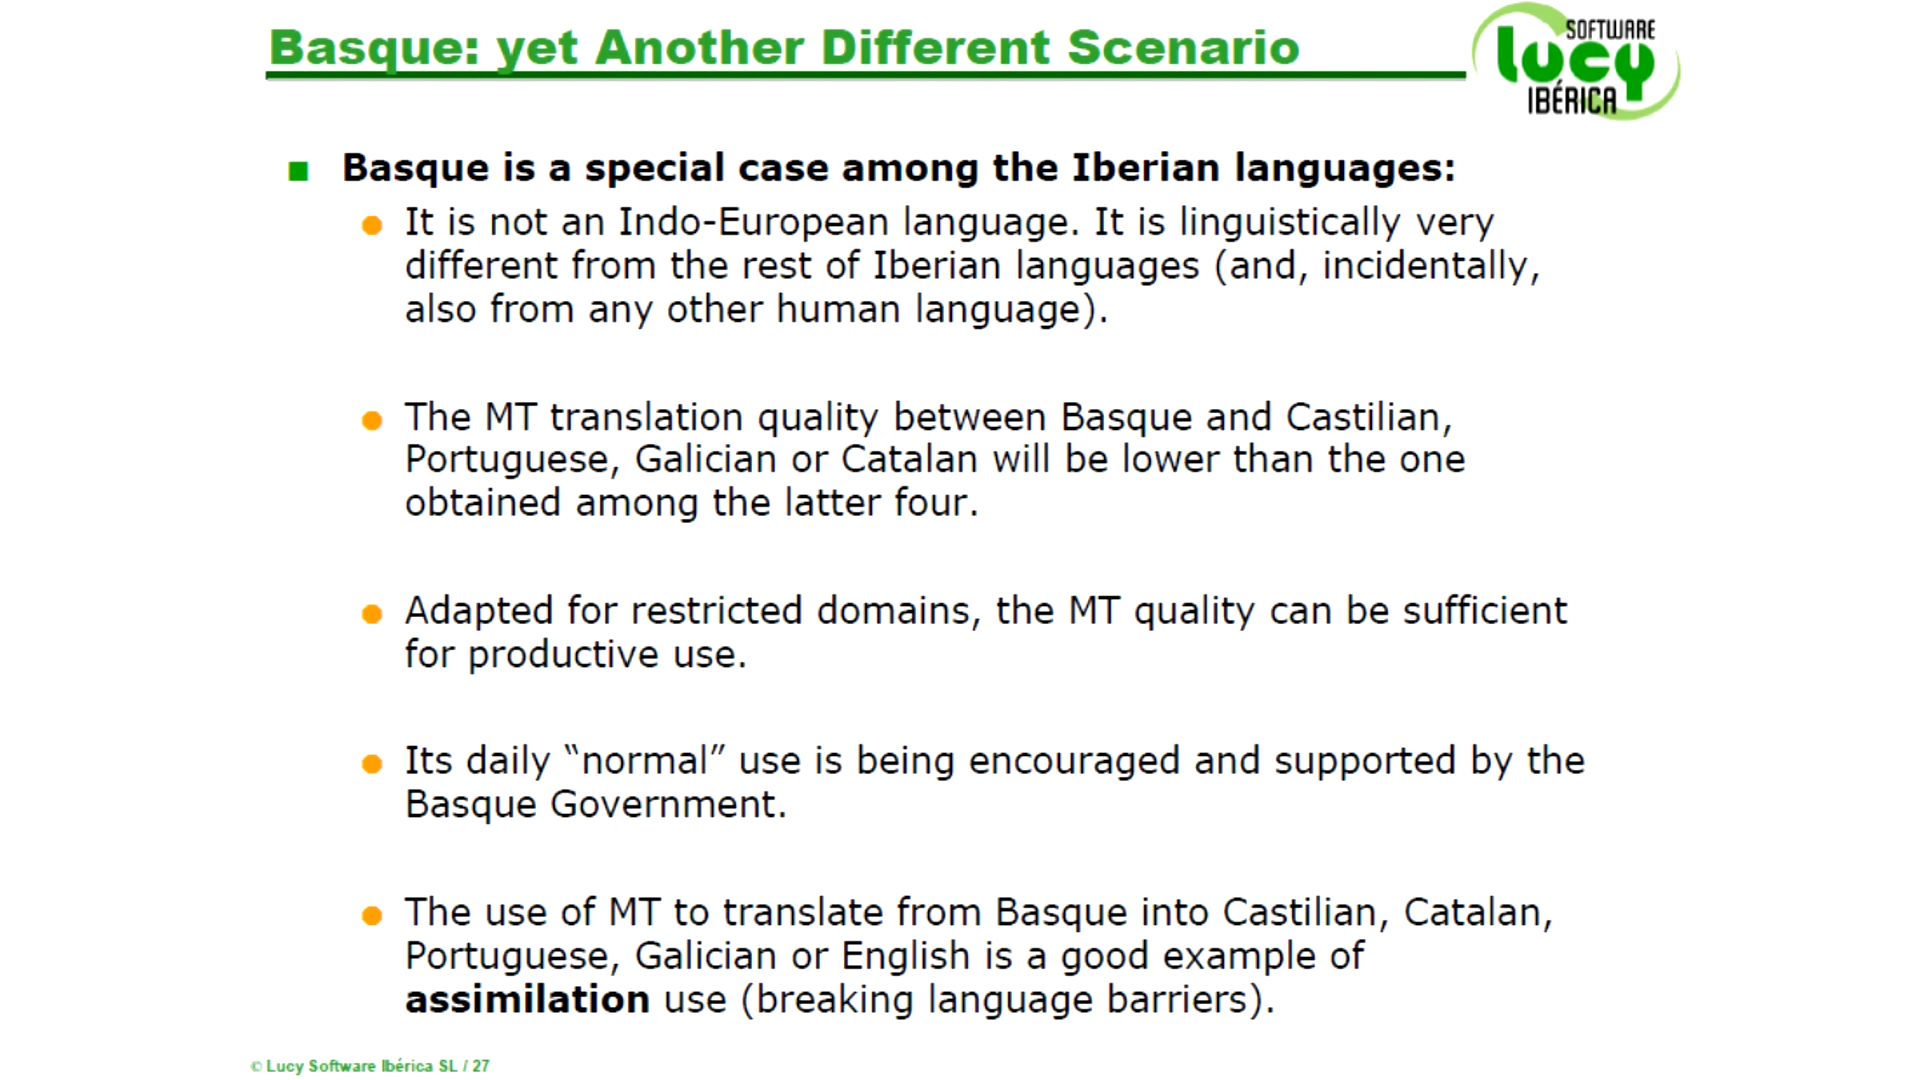 Basque: yet Another Different Scenario
SOFTWARE
Lucy
IBÉRICA
Basque is a special case among the Iberian languages:
It is not an Indo-European language. It is linguistically very
different from the rest of Iberian languages (and, incidentally,
also from any other human language).
The MT translation quality between Basque and Castilian,
Portuguese, Galician or Catalan will be lower than the one
obtained among the latter four.
Adapted for restricted domains, the MT quality can be sufficient
for productive use.
Its daily “normal” use is being encouraged and supported by the
Basque Government.
The use of MT to translate from Basque into Castilian, Catalan,
Portuguese, Galician or English is a good example of
assimilation use (breaking language barriers).
© Lucy Software Ibérica SL / 27